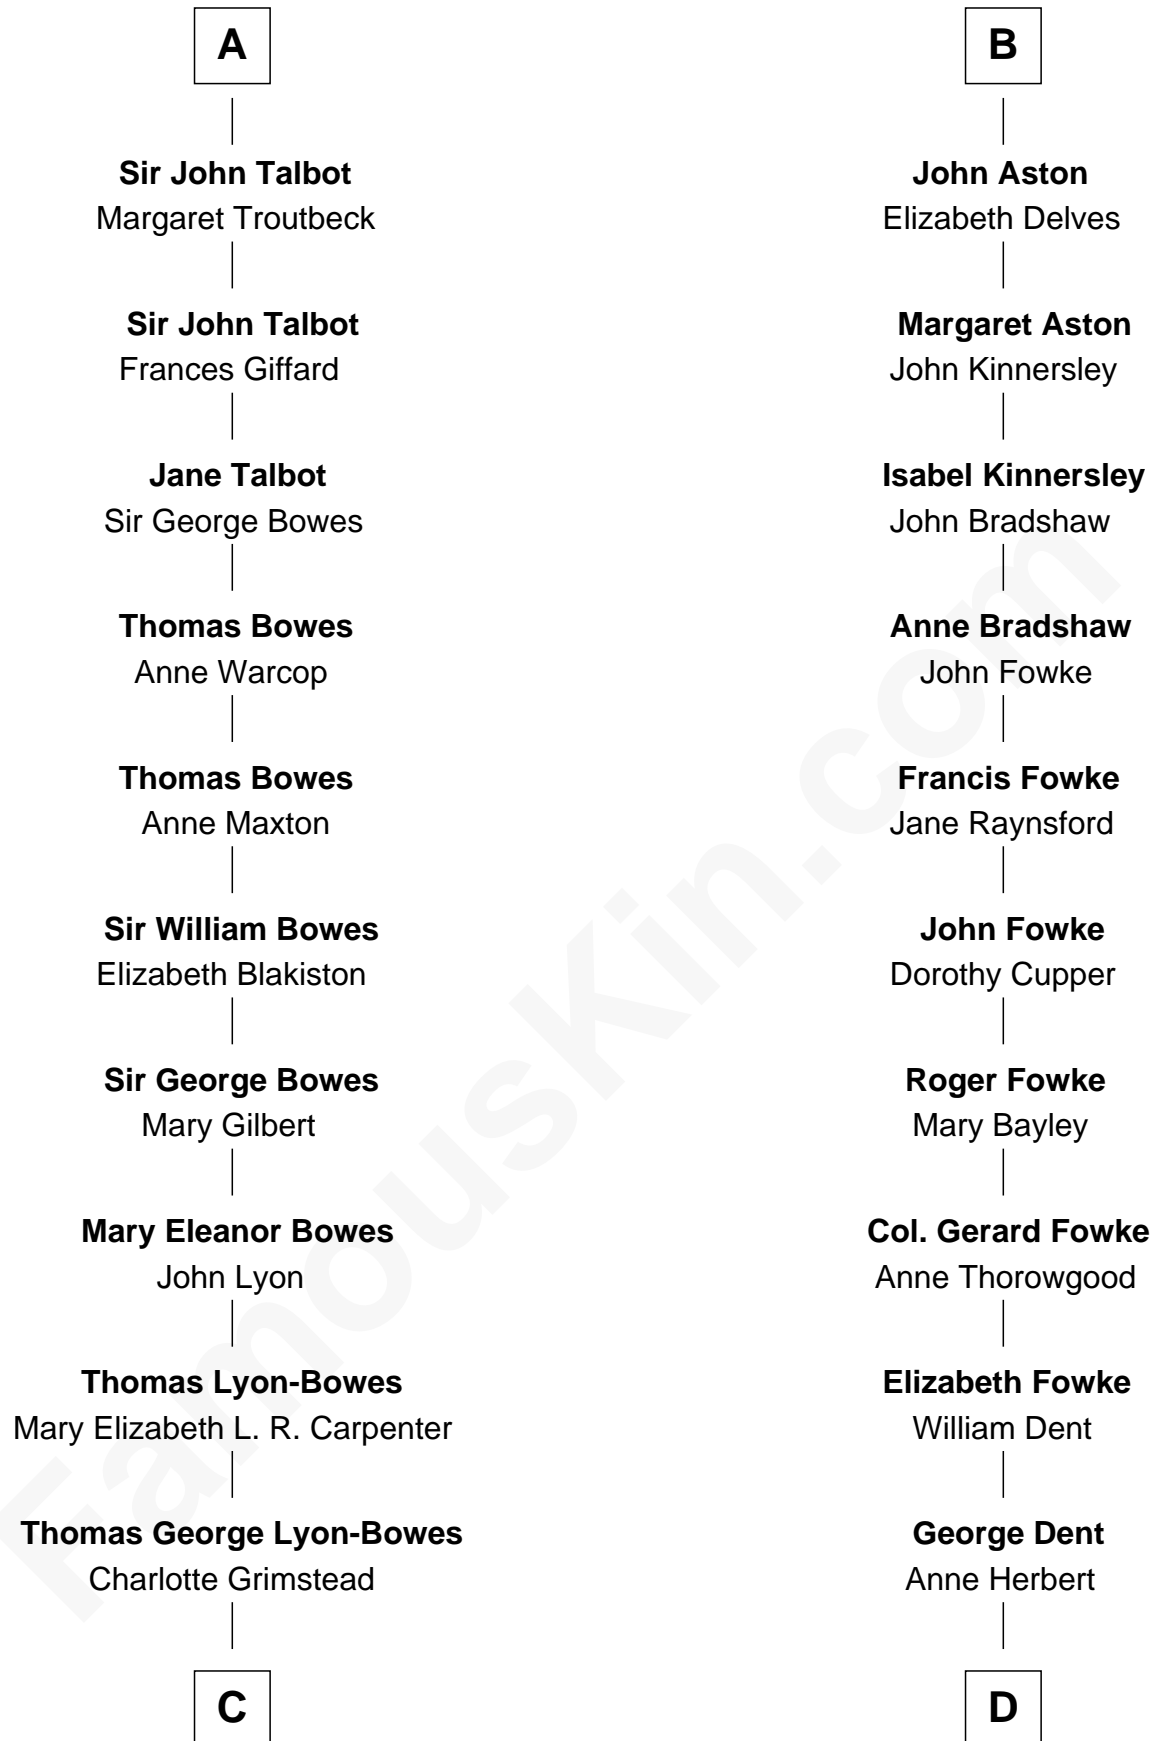 A
Sir John Talbot
Margaret Troutbeck
Sir John Talbot
Frances Giffard
Jane Talbot
Sir George Bowes
Thomas Bowes
Anne Warcop
Thomas Bowes
Anne Maxton
Sir William Bowes
Elizabeth Blakiston
Sir George Bowes
Mary Gilbert
Mary Eleanor Bowes
John Lyon
Thomas Lyon-Bowes
Mary Elizabeth L. R. Carpenter
Thomas George Lyon-Bowes
Charlotte Grimstead
C
B
John Aston
Elizabeth Delves
Margaret Aston
John Kinnersley
Isabel Kinnersley
John Bradshaw
Anne Bradshaw
John Fowke
Francis Fowke
Jane Raynsford
John Fowke
Dorothy Cupper
Roger Fowke
Mary Bayley
Col. Gerard Fowke
Anne Thorowgood
Elizabeth Fowke
William Dent
George Dent
Anne Herbert
D
FamousKin.com